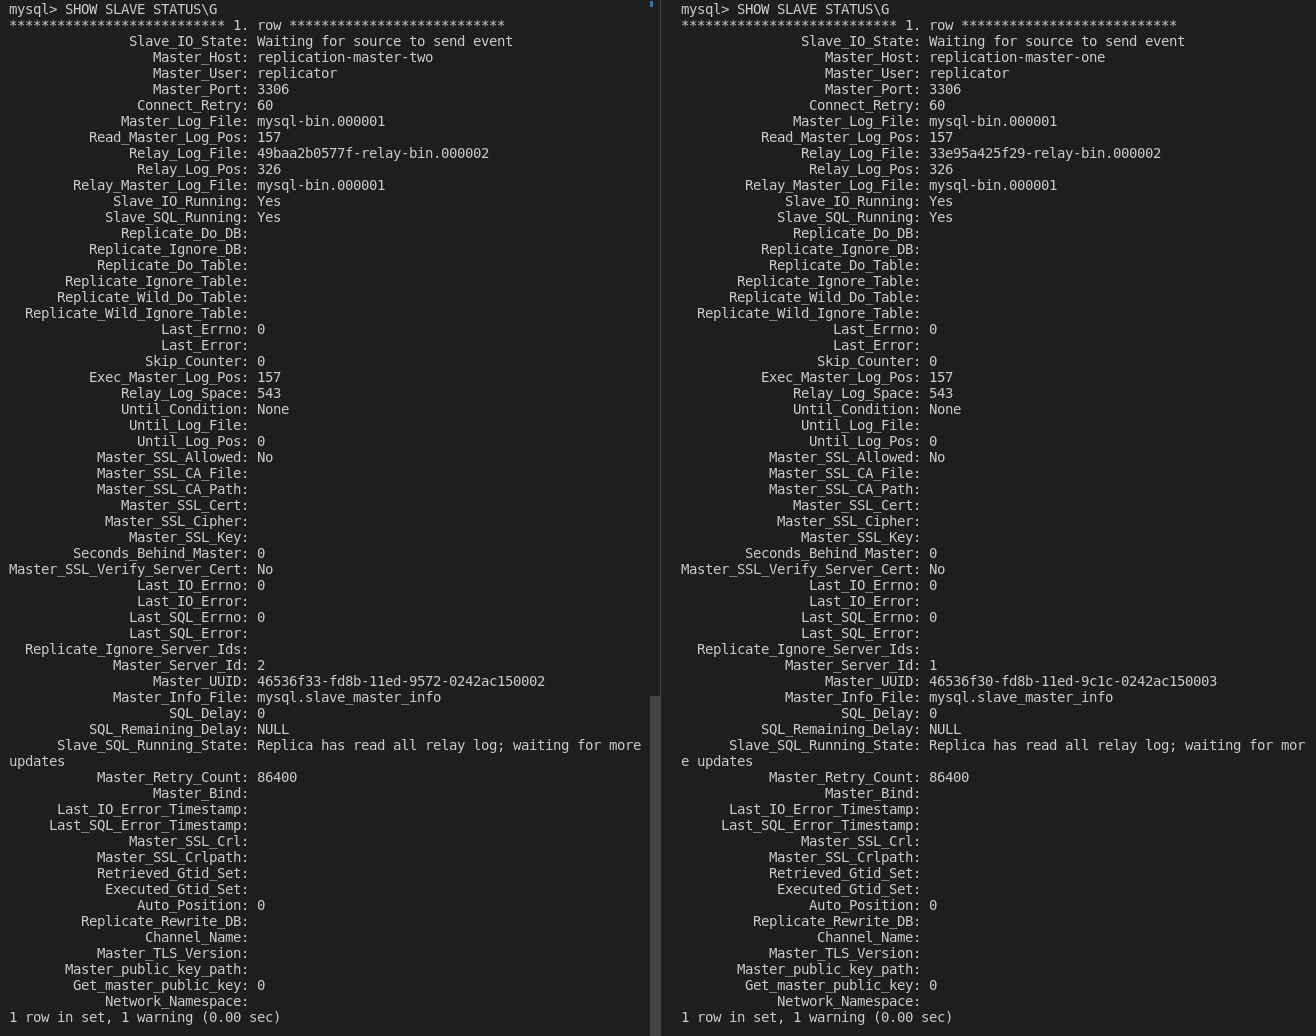 mysql> SHOW SLAVE STATUS\G
*************************** 1. row ***************************
Slave_IO_State: Waiting for source to send event
Master_Host: replication-master-two
Master_User: replicator
Master_Port: 3306
Connect_Retry: 60
Master_Log_File: mysql-bin.000001
Read_Master_Log_Pos: 157
Relay_Log_File: 49baa2b0577f-relay-bin.000002
Relay_Log_Pos: 326
Relay_Master_Log_File: mysql-bin.000001
Slave_IO_Running: Yes
Slave_SQL_Running: Yes
Replicate_Do_DB:
Replicate_Ignore_DB:
Replicate_Do_Table:
Replicate_Ignore_Table:
Replicate_Wild_Do_Table:
Replicate_Wild_Ignore_Table:
Last_Errno: 0
Last_Error:
Skip_Counter: 0
Exec_Master_Log_Pos: 157
Relay_Log_Space: 543
Until_Condition: None
Until_Log_File:
Until_Log_Pos: 0
Master_SSL_Allowed: No
Master_SSL_CA_File:
Master_SSL_CA_Path:
Master_SSL_Cert:
Master_SSL_Cipher:
Master_SSL_Key:
Seconds_Behind_Master: 0
Master_SSL_Verify_Server_Cert: No
Last_IO_Errno: 0
Last_IO_Error:
Last_SQL_Errno: 0
Last_SQL_Error:
Replicate_Ignore_Server_Ids:
Master_Server_Id: 2
Master_UUID: 46536f33-fd8b-11ed-9572-0242ac150002
Master_Info_File: mysql.slave_master_info
SQL_Delay: 0
SQL_Remaining_Delay: NULL
Slave_SQL_Running_State: Replica has read all relay log; waiting for more
updates
Master_Retry_Count: 86400
Master_Bind:
Last_IO_Error_Timestamp:
Last_SQL_Error_Timestamp:
Master_SSL_Crl:
Master_SSL_Crlpath:
Retrieved_Gtid_Set:
Executed_Gtid_Set:
Auto_Position: 0
Replicate_Rewrite_DB:
Channel_Name:
Master_TLS_Version:
Master_public_key_path:
Get_master_public_key: 0
Network_Namespace:
1 row in set, 1 warning (0.00 sec)
mysql> SHOW SLAVE STATUS\G
*************************** 1. row ***************************
Slave_IO_State: Waiting for source to send event
Master_Host: replication-master-one
Master_User: replicator
Master_Port: 3306
Connect_Retry: 60
Master_Log_File: mysql-bin.000001
Read_Master_Log_Pos: 157
Relay_Log_File: 33e95a425f29-relay-bin.000002
Relay_Log_Pos: 326
Relay_Master_Log_File: mysql-bin.000001
Slave_IO_Running: Yes
Slave_SQL_Running: Yes
Replicate_Do_DB:
Replicate_Ignore_DB:
Replicate_Do_Table:
Replicate_Ignore_Table:
Replicate_Wild_Do_Table:
Replicate_Wild_Ignore_Table:
Last_Errno: 0
Last_Error:
Skip_Counter: 0
Exec_Master_Log_Pos: 157
Relay_Log_Space: 543
Until_Condition: None
Until_Log_File:
Until_Log_Pos: 0
Master_SSL_Allowed: No
Master_SSL_CA_File:
Master_SSL_CA_Path:
Master_SSL_Cert:
Master_SSL_Cipher:
Master_SSL_Key:
Seconds_Behind_Master: 0
Master_SSL_Verify_Server_Cert: No
Last_IO_Errno: 0
Last_IO_Error:
Last_SQL_Errno: 0
Last_SQL_Error:
Replicate_Ignore_Server_Ids:
Master_Server_Id: 1
Master_UUID: 46536f30-fd8b-11ed-9c1c-0242ac150003
Master_Info_File: mysql.slave_master_info
SQL_Delay: 0
SQL_Remaining_Delay: NULL
Slave_SQL_Running_State: Replica has read all relay log; waiting for mor
e updates
Master_Retry_Count: 86400
Master_Bind:
Last_IO_Error_Timestamp:
Last_SQL_Error_Timestamp:
Master_SSL_Crl:
Master_SSL_Crlpath:
Retrieved_Gtid_Set:
Executed_Gtid_Set:
Auto_Position: 0
Replicate_Rewrite_DB:
Channel_Name:
Master_TLS_Version:
Master_public_key_path:
Get_master_public_key: 0
Network_Namespace:
1 row in set, 1 warning (0.00 sec)